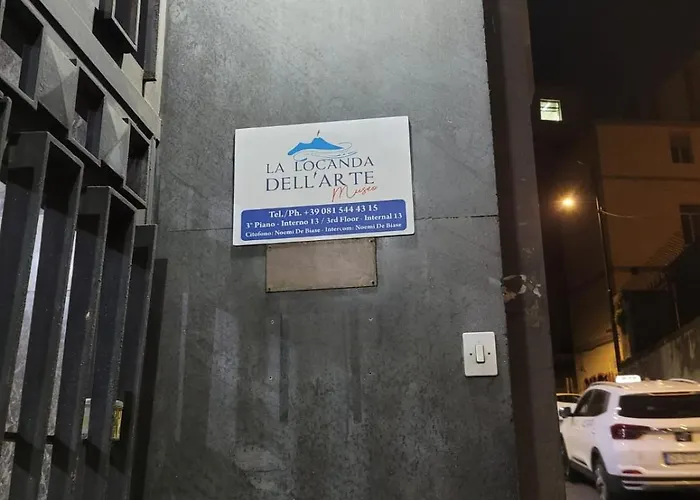 LA LOCANDA
DELL'ARTE
Museo
Tel./Ph. +39 081 544 43 15
3° Piano - Interno 13 / 3rd Floor - Internal 13
Citofono: Noemi De Biase - Intercom: Noemi De Biase